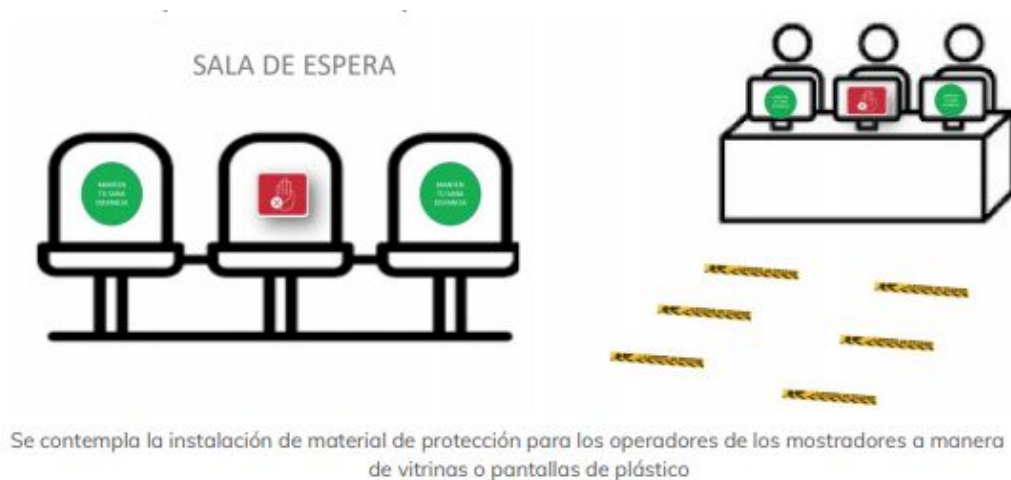 SALA DE ESPERA
MANTÉN
TU SANA
DISTANCIA
MANTÉN
TU SANA
DISTANCIA
Se contempla la instalación de material de protección para los operadores de los mostradores a manera
de vitrinas o pantallas de plástico